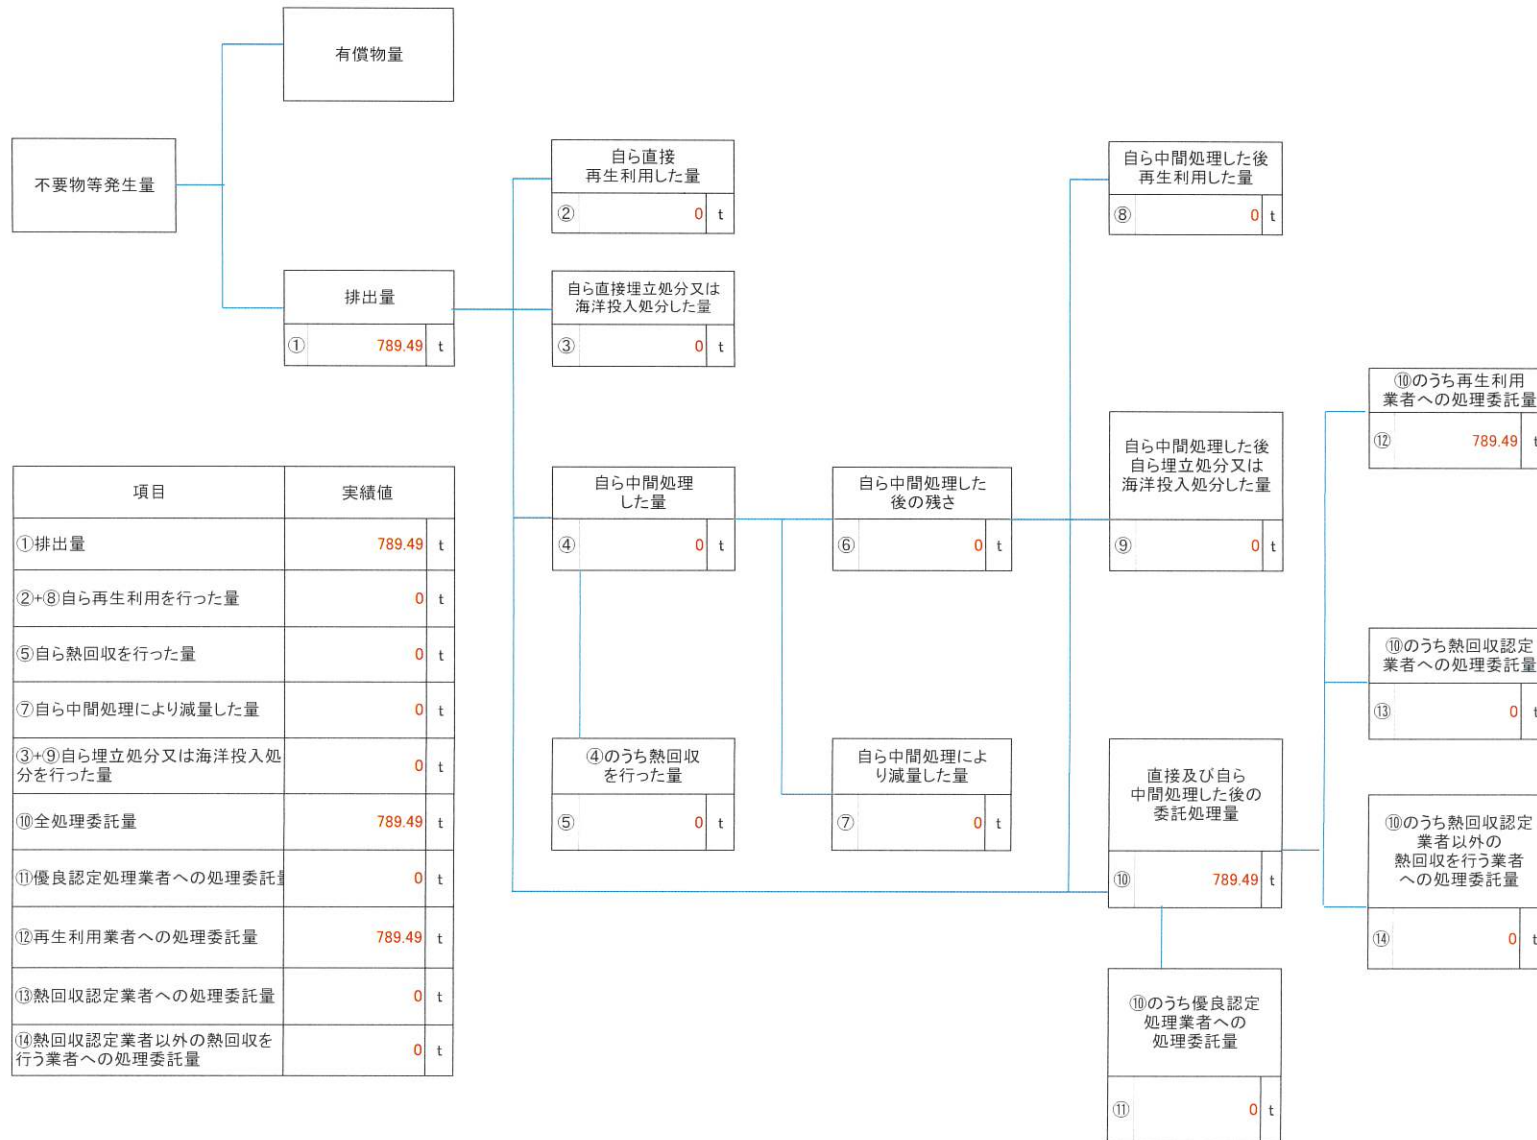 有償物量
不要物等発生量
排出量
① 789.49 t
自ら直接
再生利用した量
② 0 t
自ら直接埋立処分又は
海洋投入処分した量
③ 0 t
自ら中間処理した後
再生利用した量
⑧ 0 t
⑩のうち再生利用
業者への処理委託量
⑫ 789.49 t
自ら中間処理
した量
④ 0 t
自ら中間処理した
後の残さ
⑥ 0 t
自ら中間処理した後
自ら埋立処分又は
海洋投入処分した量
⑨ 0 t
⑩のうち熱回収認定
業者への処理委託量
⑬ 0 t
④のうち熱回収
を行った量
⑤ 0 t
自ら中間処理によ
り減量した量
⑦ 0 t
直接及び自ら
中間処理した後の
委託処理量
⑩ 789.49 t
⑩のうち熱回収認定
業者以外の
熱回収を行う業者
への処理委託量
⑭ 0 t
⑩のうち優良認定
処理業者への
処理委託量
⑪ 0 t
項目 実績値
①排出量 789.49 t
②+⑧自ら再生利用を行った量 0 t
⑤自ら熱回収を行った量 0 t
⑦自ら中間処理により減量した量 0 t
③+⑨自ら埋立処分又は海洋投入処
分を行った量 0 t
⑩全処理委託量 789.49 t
⑪優良認定処理業者への処理委託 0 t
⑫再生利用業者への処理委託量 789.49 t
⑬熱回収認定業者への処理委託量 0 t
⑭熱回収認定業者以外の熱回収を
行う業者への処理委託量 0 t